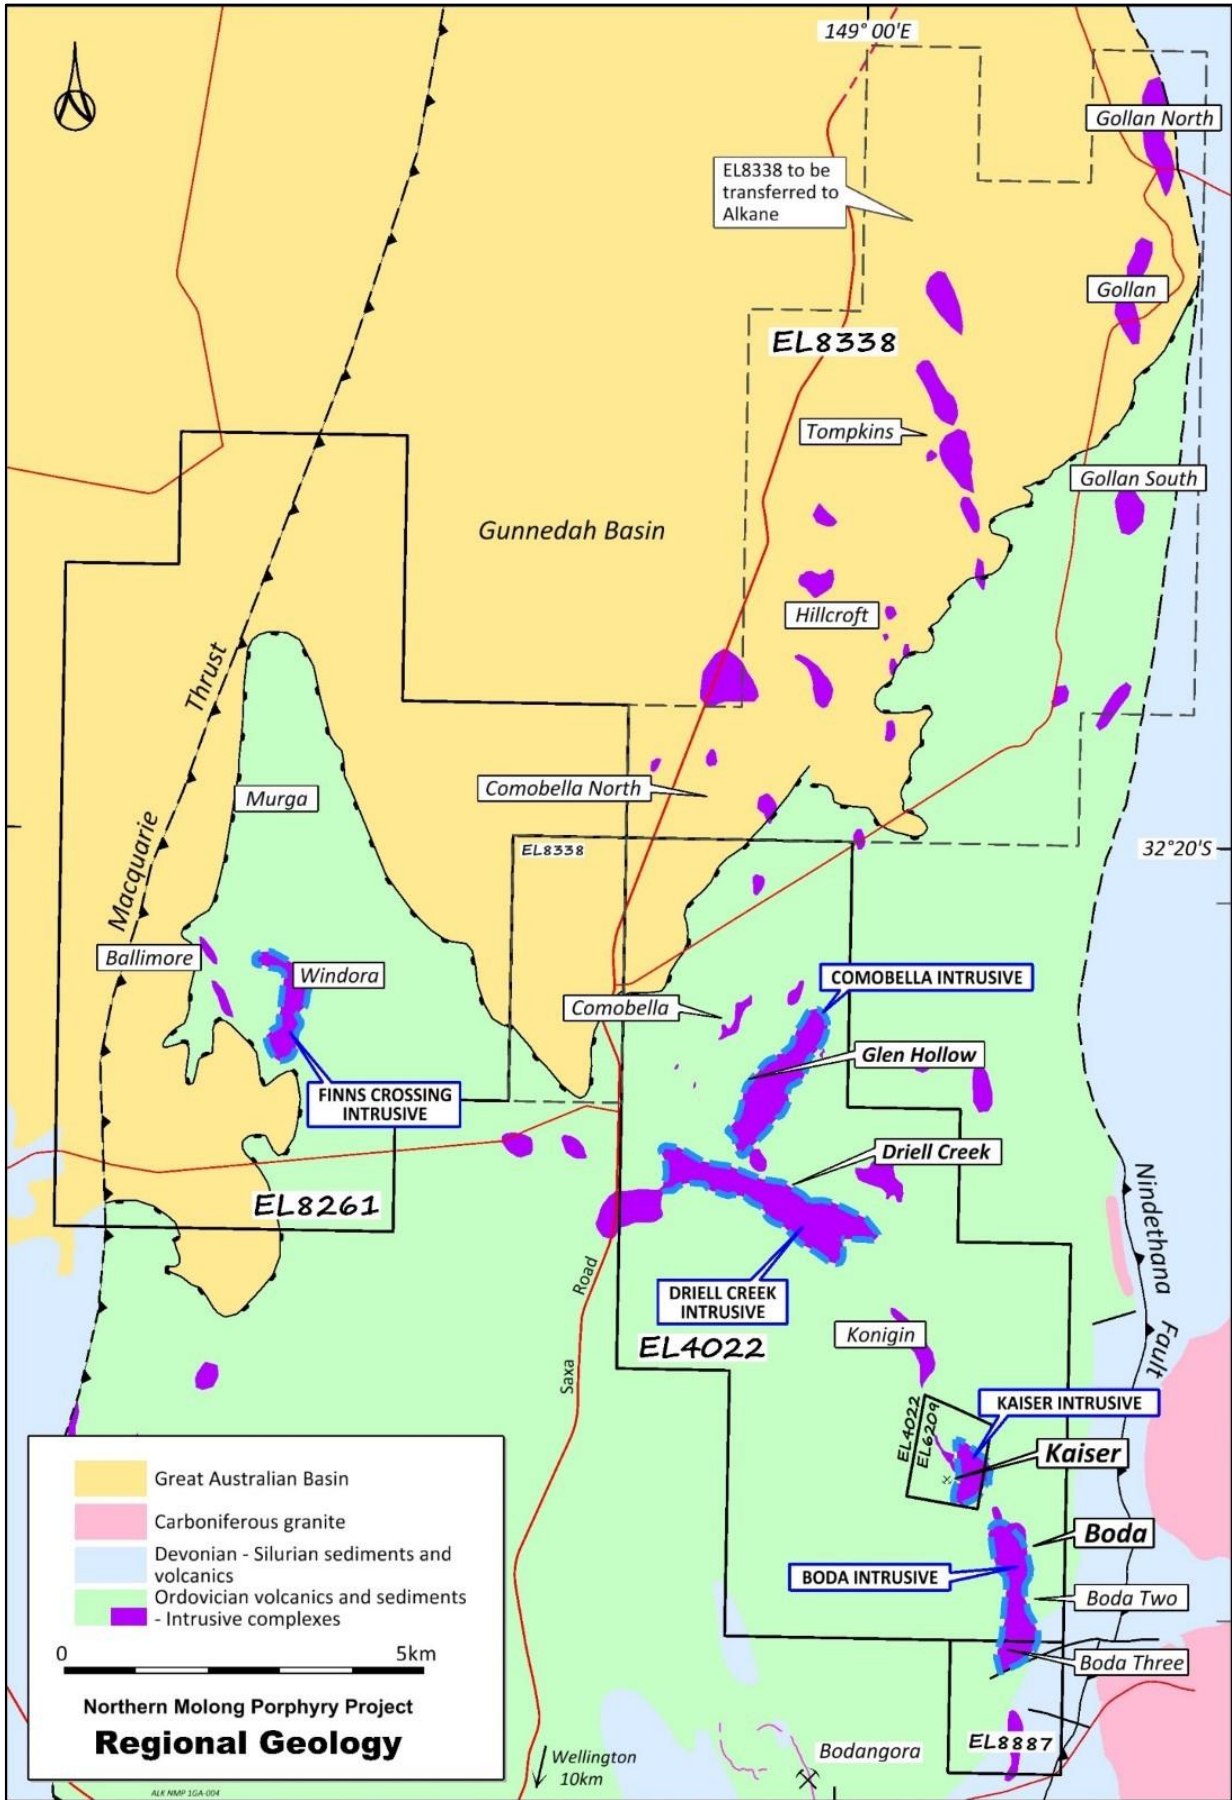 149° 00'E
Gollan North
EL8338 to be
transferred to
Alkane
Gollan
EL8338
Tompkins
Gollan South
Gunnedah Basin
Hillcroft
Thrust
Murga
Comobella North
EL8338
32°20'S
Macquarie
Ballimore
Windora
COMOBELLA INTRUSIVE
Comobella
Glen Hollow
FINNS CROSSING
INTRUSIVE
Driell Creek
EL8261
Nindethana
Fault
Road
Saxa
DRIELL CREEK
INTRUSIVE
Konigin
EL4022
KAISER INTRUSIVE
EL4022
EL6209
Kaiser
Boda
BODA INTRUSIVE
Boda Two
Boda Three
EL8887
Bodangora
Wellington
10km
Great Australian Basin
Carboniferous granite
Devonian - Silurian sediments and
volcanics
Ordovician volcanics and sediments
- Intrusive complexes
0 5km
Northern Molong Porphyry Project
Regional Geology
ALK NMP 1GA-004